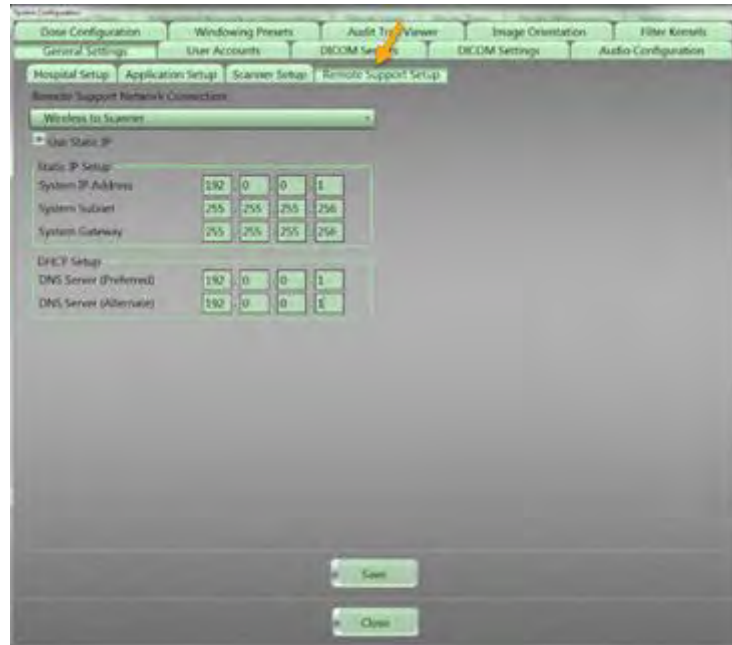 System Configuration
Dose Configuration Windowing Presets Audit Trail Viewer Image Orientation Filter Kernels
General Settings User Accounts DICOM Servers DICOM Settings Audio Configuration
Hospital Setup Application Setup Scanner Setup Remote Support Setup
Remote Support Network Connection
Wireless to Scanner
Use Static IP
Static IP Setup
System IP Address 192 . 0 . 0 . 1
System Subnet 255 . 255 . 255 . 256
System Gateway 255 . 255 . 255 . 256
DHCP Setup
DNS Server (Preferred) 192 . 0 . 0 . 1
DNS Server (Alternate) 192 . 0 . 0 . 1
Save
Close